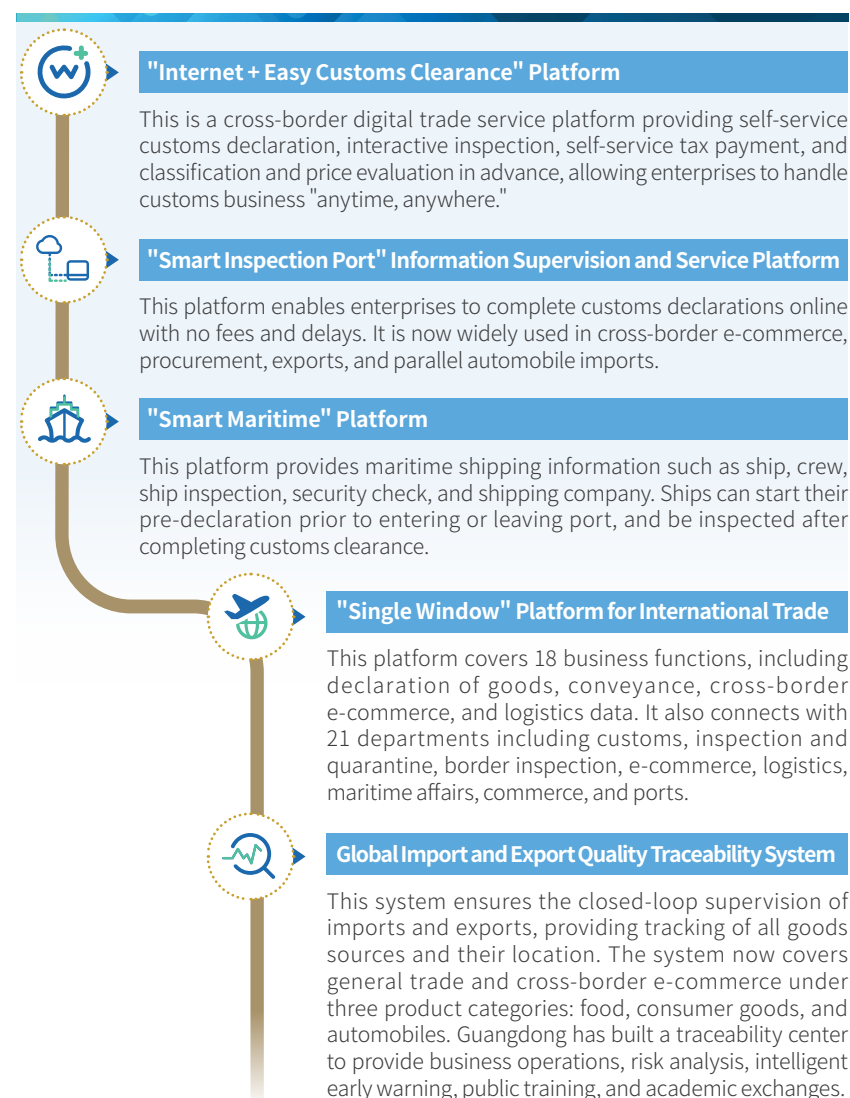 "Internet + Easy Customs Clearance" Platform
This is a cross-border digital trade service platform providing self-service
customs declaration, interactive inspection, self-service tax payment, and
classification and price evaluation in advance, allowing enterprises to handle
customs business "anytime, anywhere."
"Smart Inspection Port" Information Supervision and Service Platform
This platform enables enterprises to complete customs declarations online
with no fees and delays. It is now widely used in cross-border e-commerce,
procurement, exports, and parallel automobile imports.
"Smart Maritime" Platform
This platform provides maritime shipping information such as ship, crew,
ship inspection, security check, and shipping company. Ships can start their
pre-declaration prior to entering or leaving port, and be inspected after
completing customs clearance.
"Single Window" Platform for International Trade
This platform covers 18 business functions, including
declaration of goods, conveyance, cross-border
e-commerce, and logistics data. It also connects with
21 departments including customs, inspection and
quarantine, border inspection, e-commerce, logistics,
maritime affairs, commerce, and ports.
Global Import and Export Quality Traceability System
This system ensures the closed-loop supervision of
imports and exports, providing tracking of all goods
sources and their location. The system now covers
general trade and cross-border e-commerce under
three product categories: food, consumer goods, and
automobiles. Guangdong has built a traceability center
to provide business operations, risk analysis, intelligent
early warning, public training, and academic exchanges.